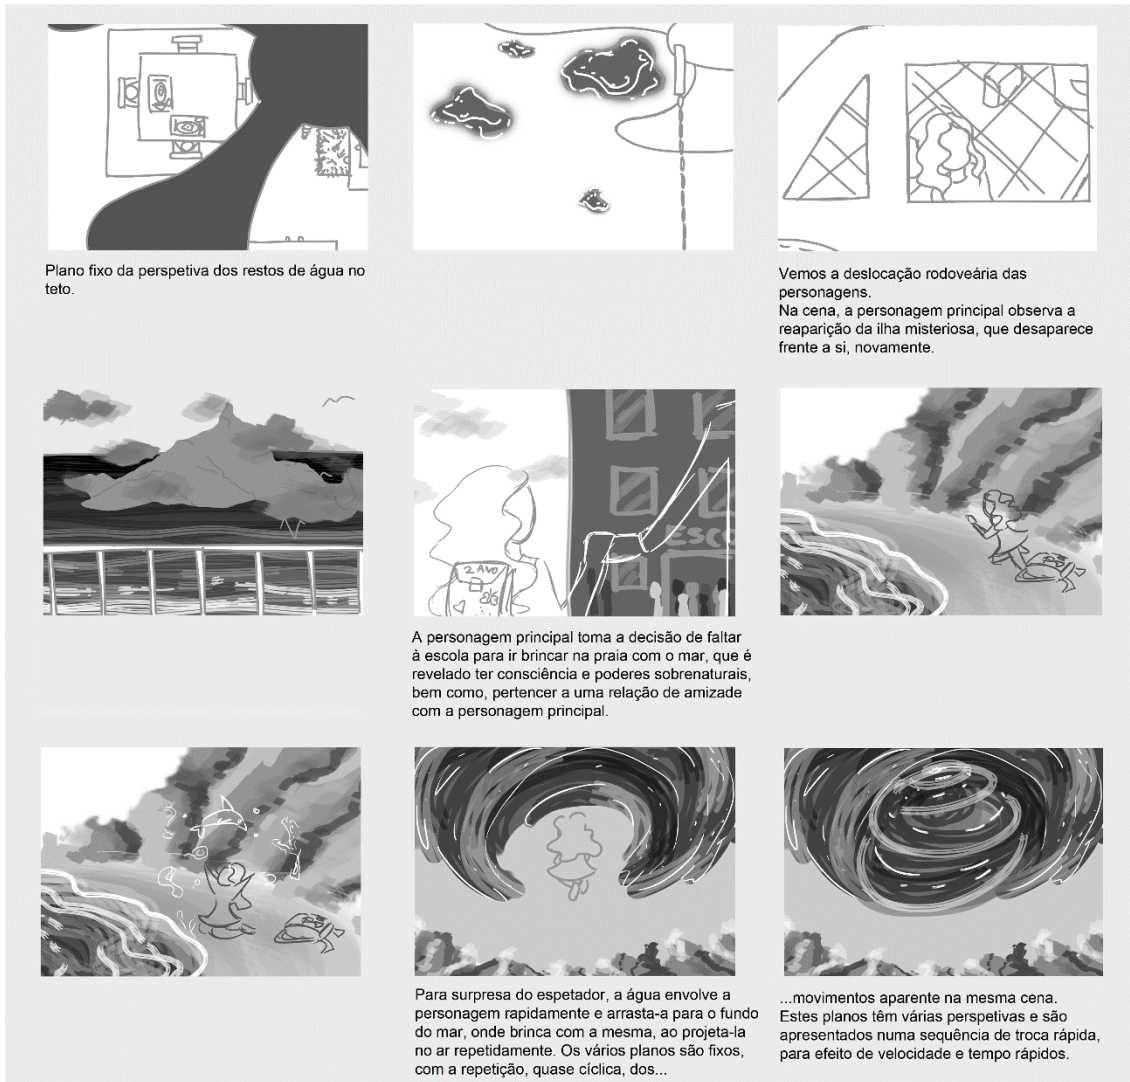 Plano fixo da perspetiva dos restos de água no
teto.
Vemos a deslocação rodoveária das
personagens.
Na cena, a personagem principal observa a
reaparição da ilha misteriosa, que desaparece
frente a si, novamente.
2 ANO
ESCO
A personagem principal toma a decisão de faltar
à escola para ir brincar na praia com o mar, que é
revelado ter consciência e poderes sobrenaturais,
bem como, pertencer a uma relação de amizade
com a personagem principal.
Para surpresa do espetador, a água envolve a
personagem rapidamente e arrasta-a para o fundo
do mar, onde brinca com a mesma, ao projeta-la
no ar repetidamente. Os vários planos são fixos,
com a repetição, quase cíclica, dos...
...movimentos aparente na mesma cena.
Estes planos têm várias perspetivas e são
apresentados numa sequência de troca rápida,
para efeito de velocidade e tempo rápidos.